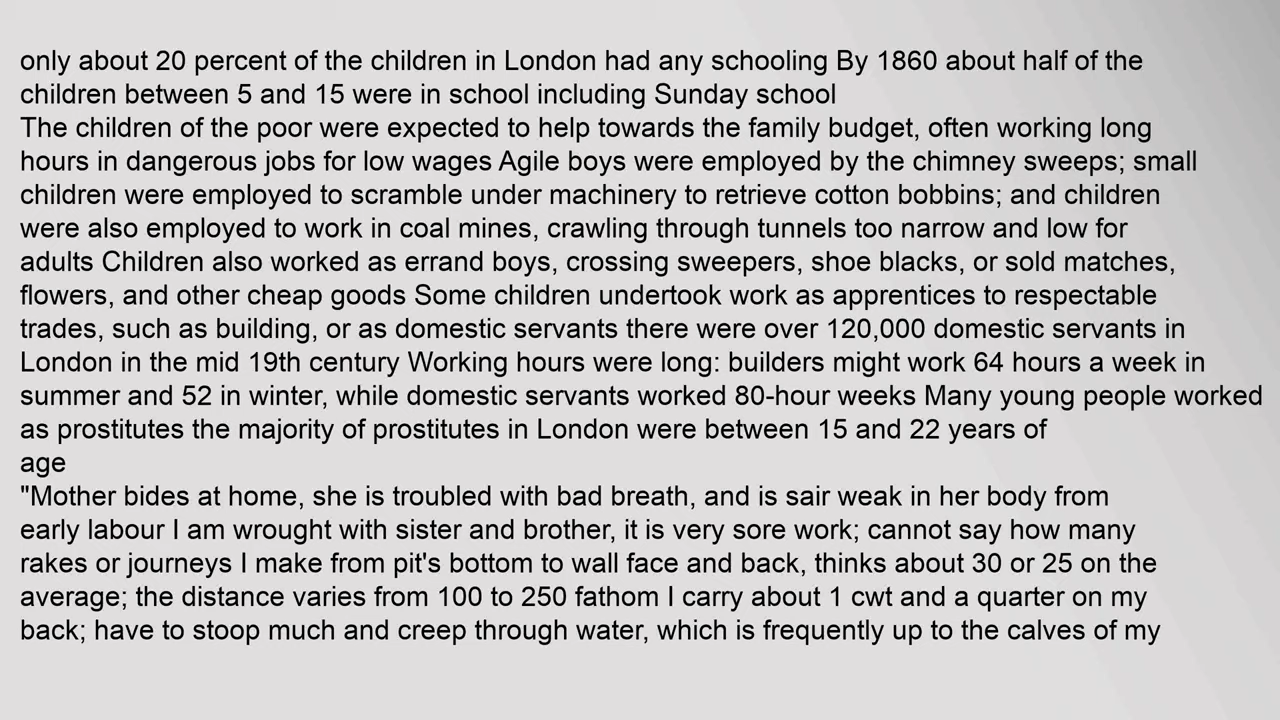 only about 20 percent of the children in London had any schooling By 1860 about half of the
children between 5 and 15 were in school including Sunday school
The children of the poor were expected to help towards the family budget, often working long
hours in dangerous jobs for low wages Agile boys were employed by the chimney sweeps; small
children were employed to scramble under machinery to retrieve cotton bobbins; and children
were also employed to work in coal mines, crawling through tunnels too narrow and low for
adults Children also worked as errand boys, crossing sweepers, shoe blacks, or sold matches,
flowers, and other cheap goods Some children undertook work as apprentices to respectable
trades, such as building, or as domestic servants there were over 120,000 domestic servants in
London in the mid 19th century Working hours were long: builders might work 64 hours a week in
summer and 52 in winter, while domestic servants worked 80-hour weeks Many young people worked
as prostitutes the majority of prostitutes in London were between 15 and 22 years of
age
"Mother bides at home, she is troubled with bad breath, and is sair weak in her body from
early labour I am wrought with sister and brother, it is very sore work; cannot say how many
rakes or journeys I make from pit's bottom to wall face and back, thinks about 30 or 25 on the
average; the distance varies from 100 to 250 fathom I carry about 1 cwt and a quarter on my
back; have to stoop much and creep through water, which is frequently up to the calves of my